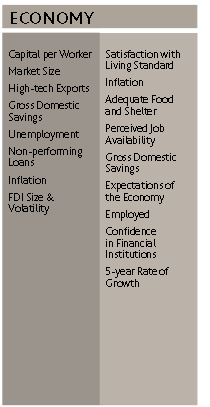 ECONOMY
Capital per Worker
Market Size
High-tech Exports
Gross Domestic
Savings
Unemployment
Non-performing
Loans
Inflation
FDI Size &
Volatility
Satisfaction with
Living Standard
Inflation
Adequate Food
and Shelter
Perceived Job
Availability
Gross Domestic
Savings
Expectations of
the Economy
Employed
Confidence
in Financial
Institutions
5-year Rate of
Growth